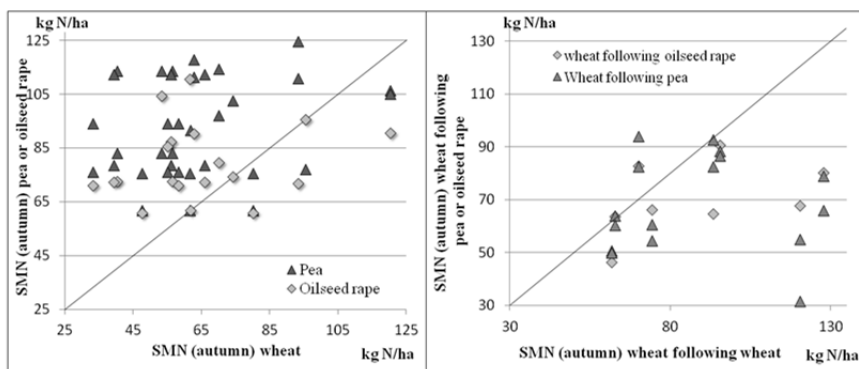 kg N/ha
125
105
85
65
45
25
SMN (autumn) pea or oilseed rape
Pea
Oilseed rape
25
45
65
85
105
125
SMN (autumn) wheat
kg N/ha
kg N/ha
130
110
90
70
50
30
SMN (autumn) wheat following
pea or oilseed rape
wheat following oilseed rape
Wheat following pea
30
80
130
SMN (autumn) wheat following wheat
kg N/ha